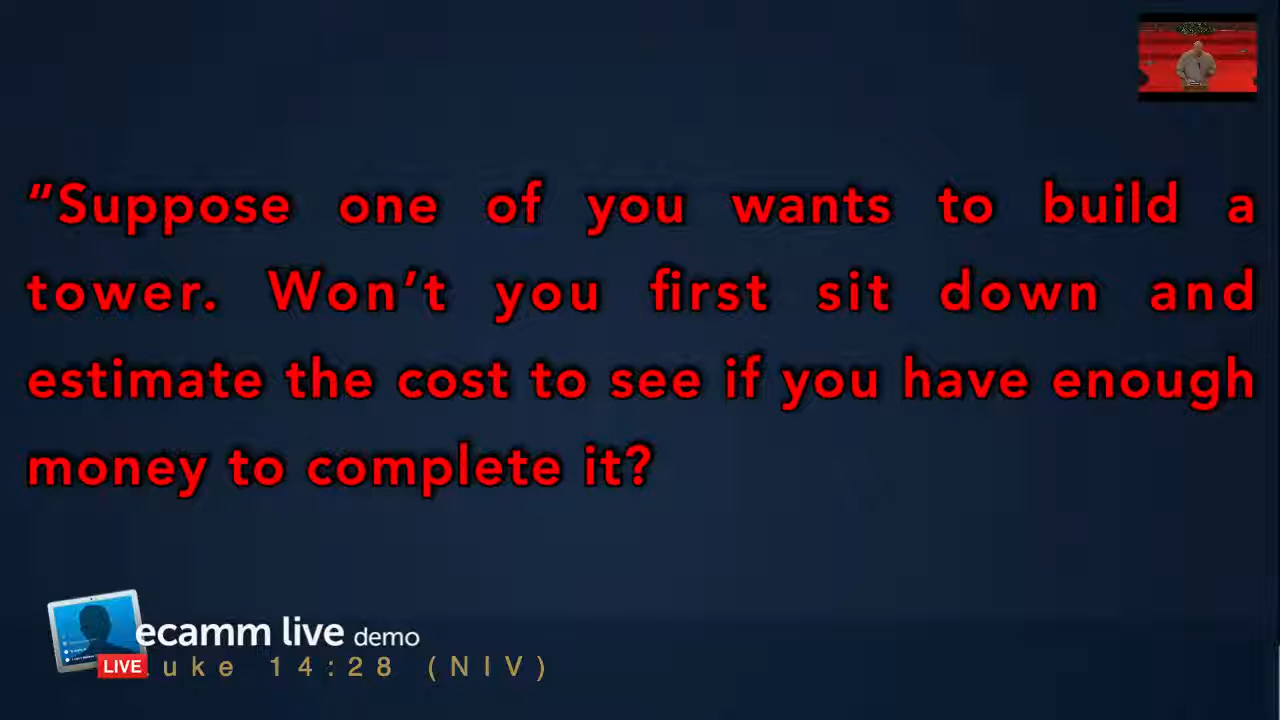 “Suppose one of you wants to build a
tower. Won’t you first sit down and
estimate the cost to see if you have enough
money to complete it?
ecamm live demo
LIVE
uke 14:28 (NIV)